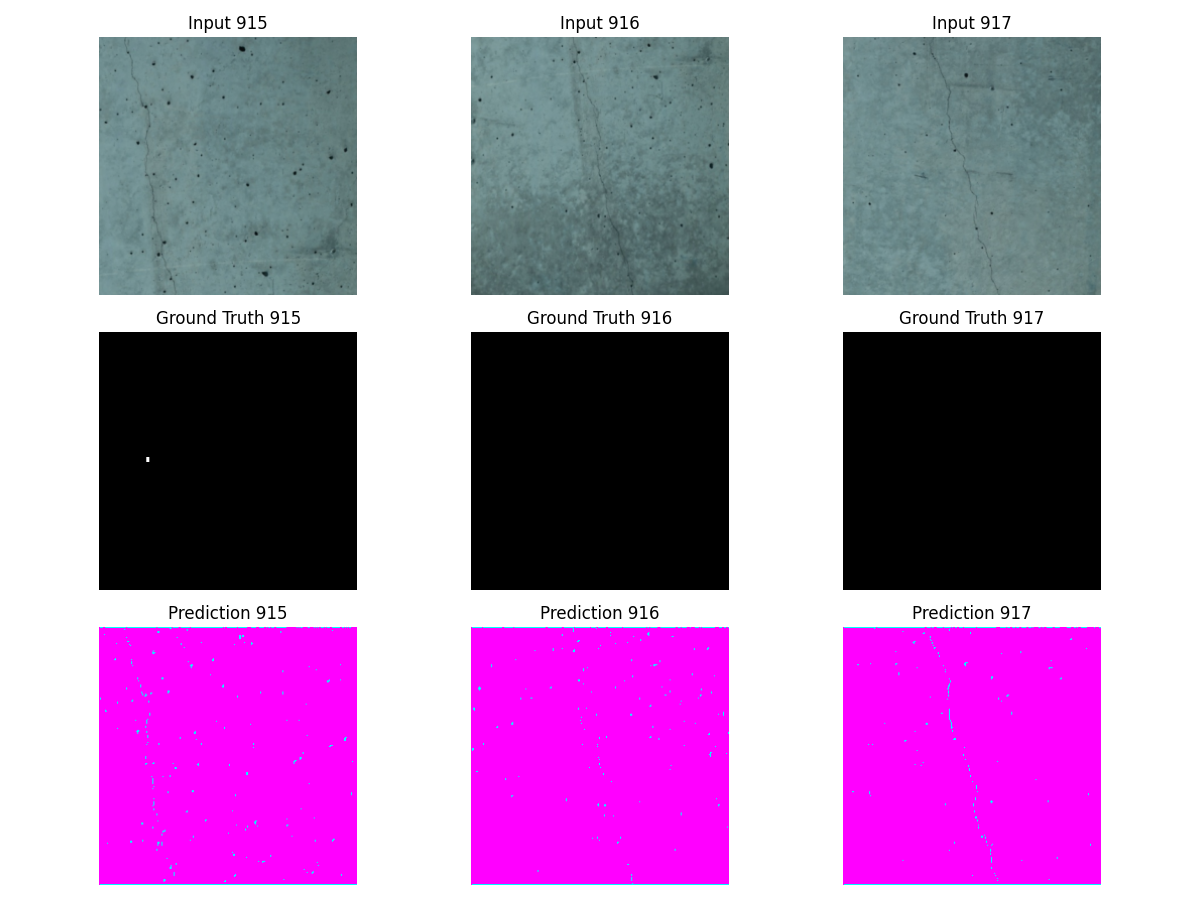 Input 915
Input 916
Input 917
Ground Truth 915
Ground Truth 916
Ground Truth 917
Prediction 915
Prediction 916
Prediction 917